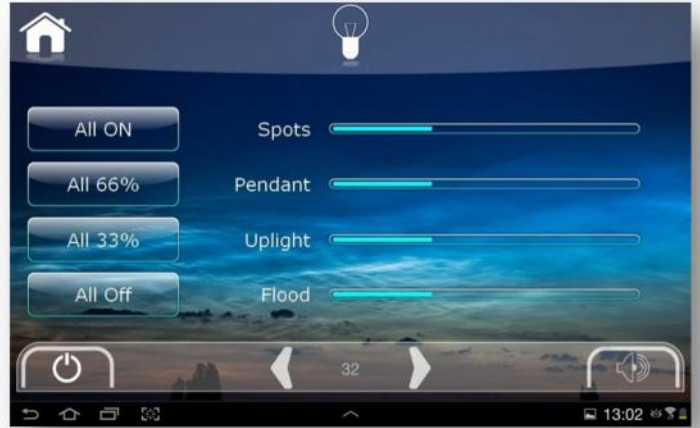 All ON
Spots
All 66%
Pendant
All 33%
Uplight
All Off
Flood
32
13:02